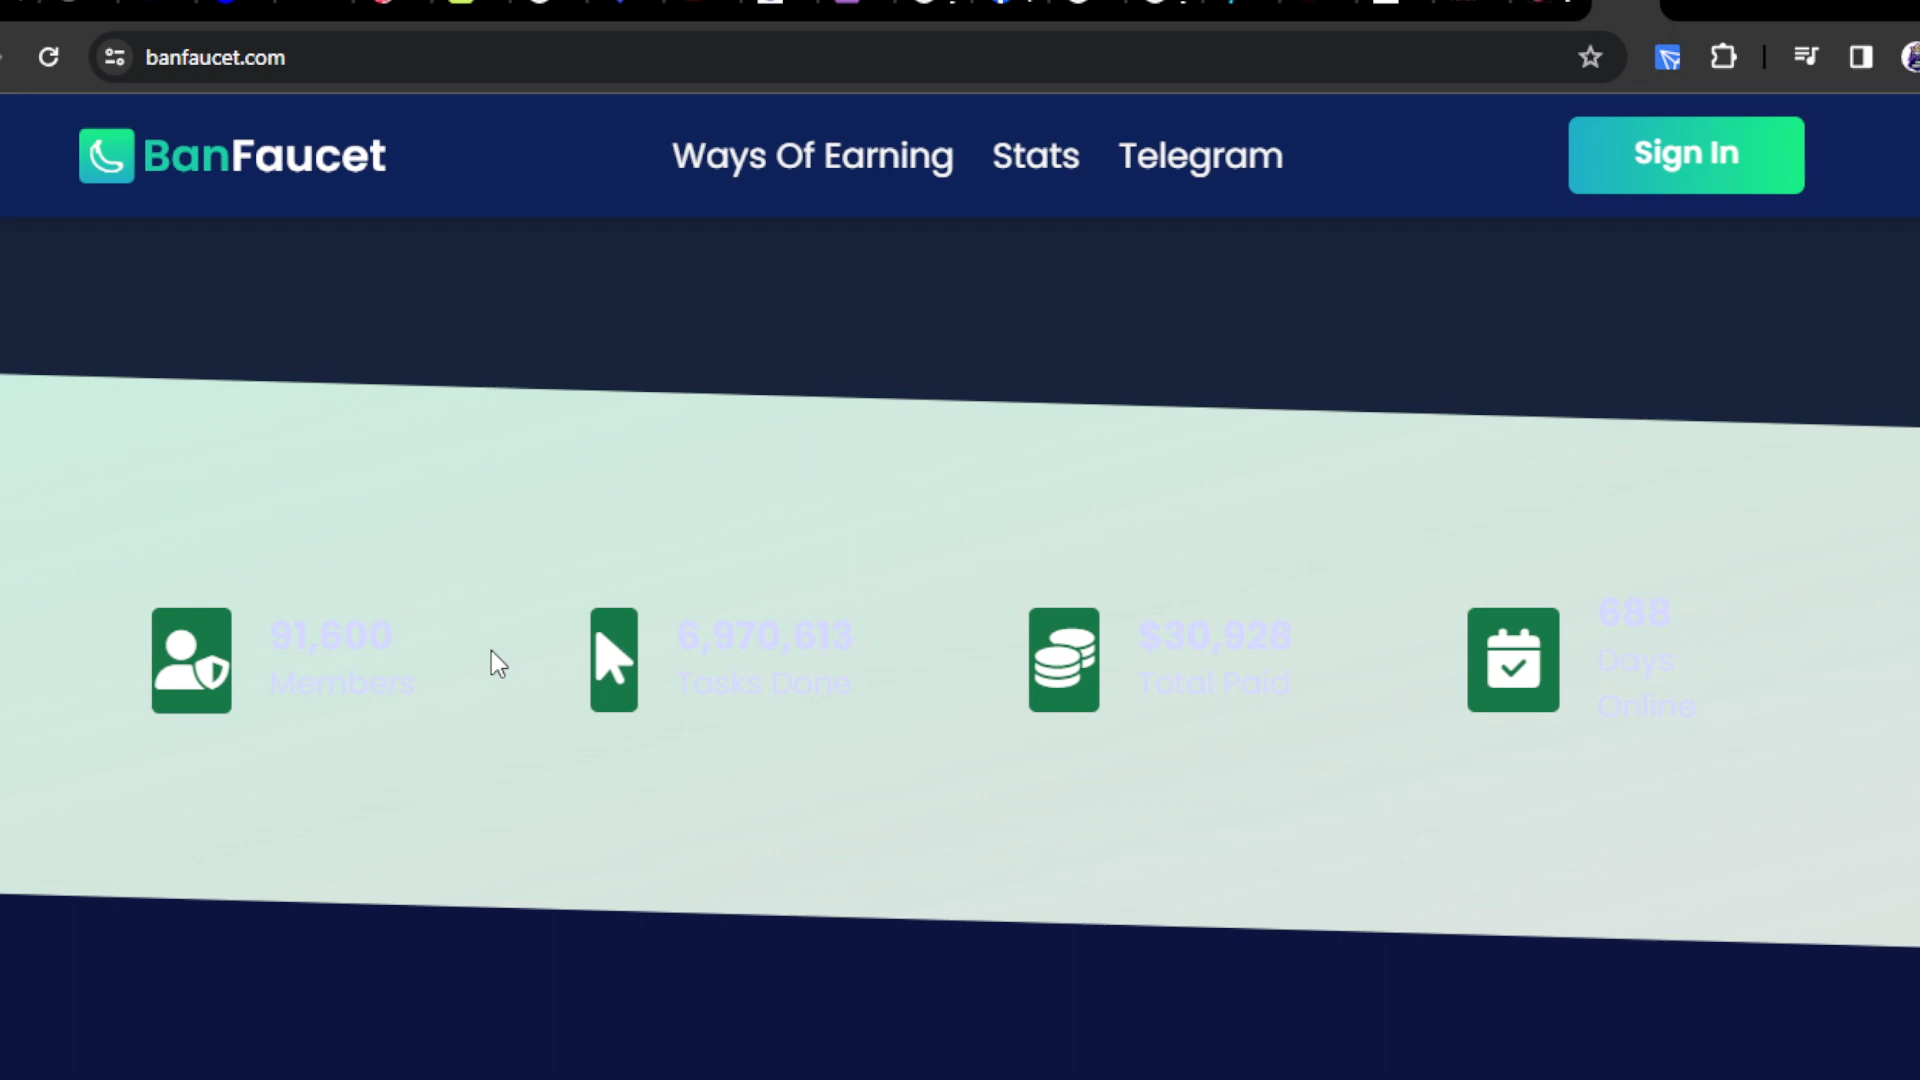 banfaucet.com
BanFaucet
Ways Of Earning
Stats
Telegram
Sign In
91,600
Members
6,970,613
Tasks Done
$30,928
Total Paid
688
Days
Online